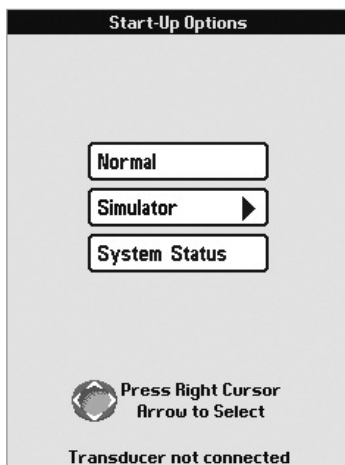 Start-Up Options
Normal
Simulator
System Status
Press Right Cursor
Arrow to Select
Transducer not connected